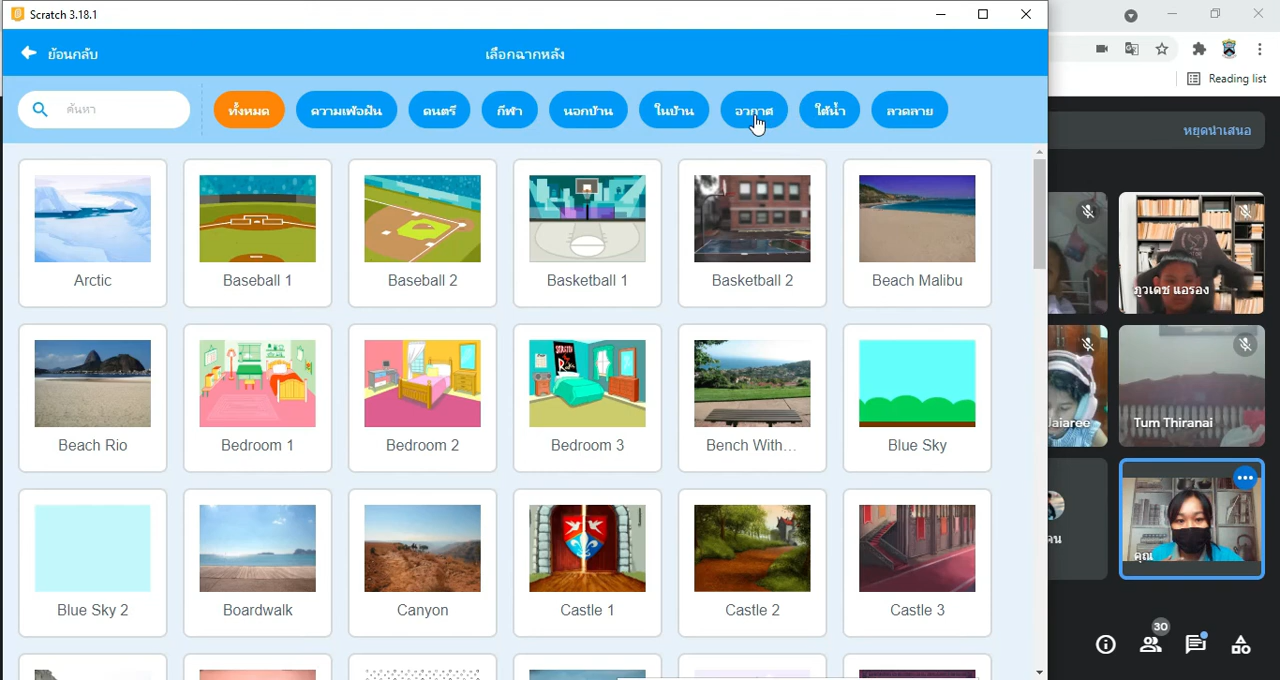 Scratch 3.18.1
ย้อนกลับ
เลือกฉากหลัง
ค้นหา
ทั้งหมด
ความเพ้อฝัน
ดนตรี
กีฬา
นอกบ้าน
ในบ้าน
อวกาศ
ใต้น้ำ
ลวดลาย
Arctic
Baseball 1
Baseball 2
Basketball 1
Basketball 2
Beach Malibu
Beach Rio
Bedroom 1
Bedroom 2
Bedroom 3
Bench With...
Blue Sky
Blue Sky 2
Boardwalk
Canyon
Castle 1
Castle 2
Castle 3
Reading list
หยุดนำเสนอ
ภูวเดช แอรอง
Jaiaree
Tum Thiranai
คน
คุณ
30